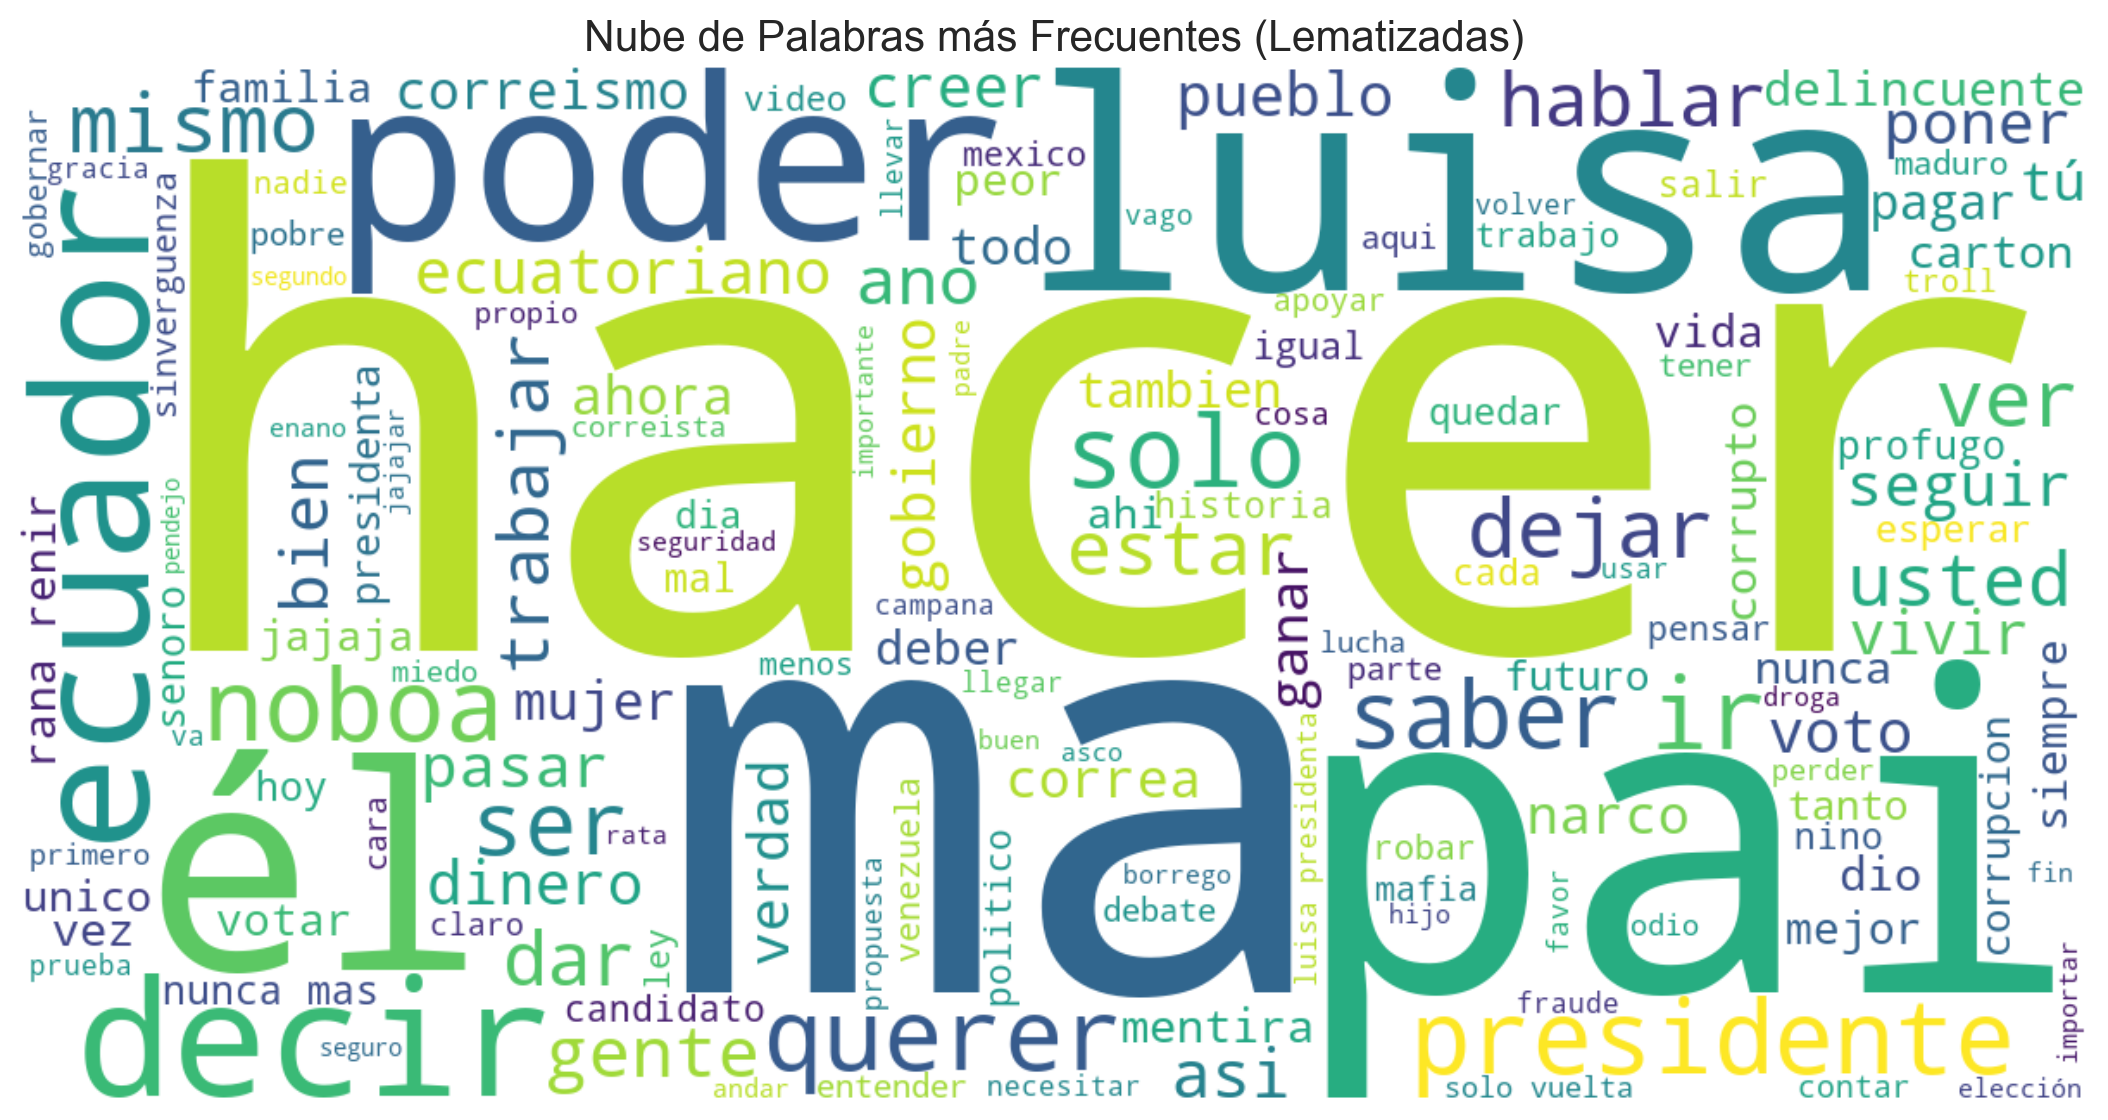 Nube de Palabras más Frecuentes (Lematizadas)
familia
correismo
video
creer
pueblo
hablar
delincuente
mismo
poder
luisa
poner
gobernar
gracia
nadie
llevar
mexico
peor
salir
maduro
tú
pagar
sinverguenza
pobre
vago
volver
todo
aqui
trabajo
carton
segundo
ecuatoriano
ano
apoyar
troll
ecuador
hacer
propio
igual
vida
tener
importante
padre
gobierno
trabajar
ahora
tambien
ver
enano
presidenta
jajajar
correista
cosa
quedar
corrupto
profugo
bien
solo
seguir
pendejo
dia
ahi
historia
dejar
esperar
seguridad
estar
mal
cada
usar
usted
rana renir
senoro
campana
ganar
lucha
pensar
vivir
jajaja
deber
miedo
menos
llegar
parte
futuro
nunca
siempre
noboa
mujer
ma
saber
ir
droga
voto
va
buen
asco
él
pasar
hoy
verdad
correa
luisa presidenta
pai
perder
corrupcion
cara
ser
rata
venezuela
narco
tanto
primero
politico
robar
nino
unico
dinero
propuesta
borrego
mafia
dio
fin
votar
claro
debate
hijo
favor
odio
mejor
vez
prueba
dar
ley
importar
nunca mas
decir
candidato
querer
mentira
fraude
presidente
seguro
gente
asi
andar
entender
necesitar
solo vuelta
contar
elección